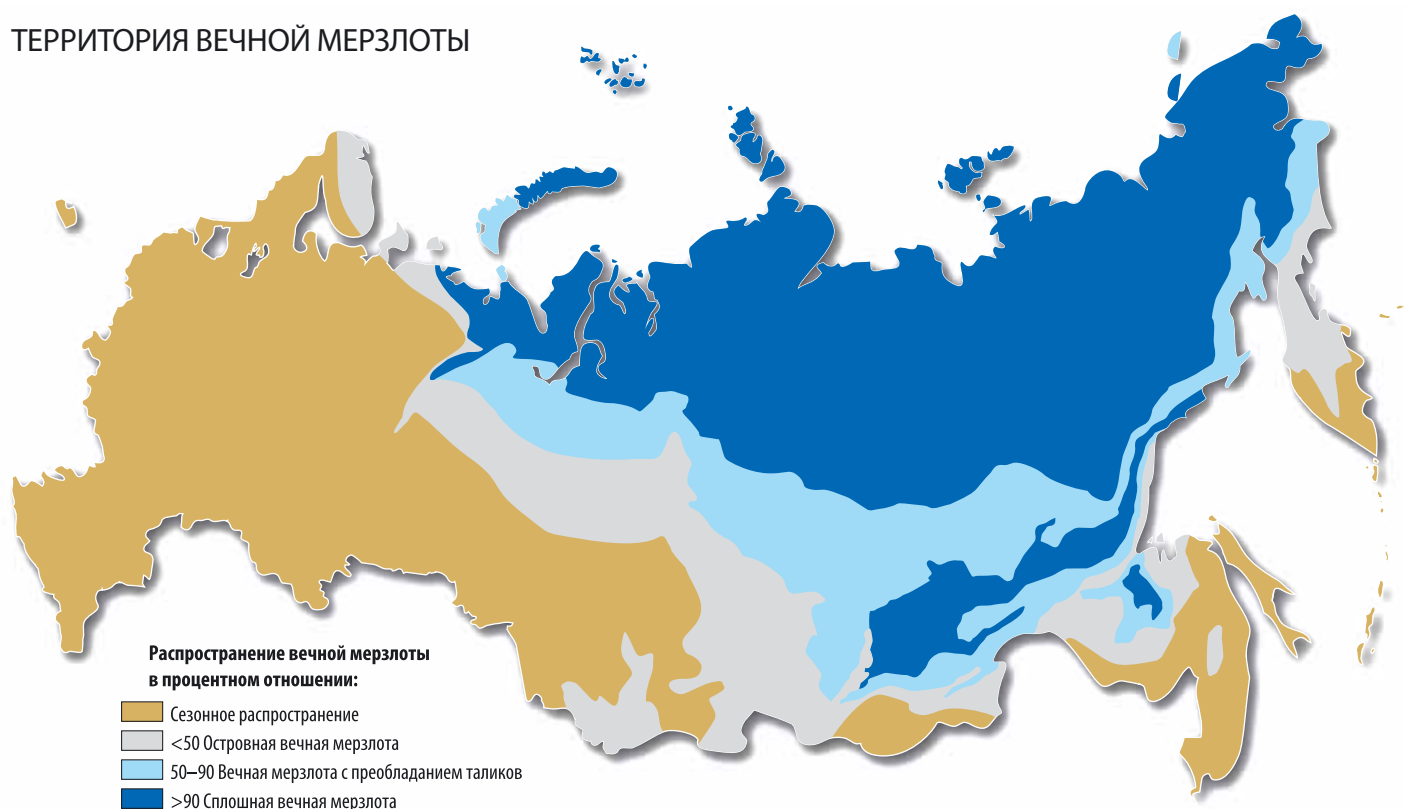 ТЕРРИТОРИЯ ВЕЧНОЙ МЕРЗЛОТЫ
Распространение вечной мерзлоты
в процентном отношении:
Сезонное распространение
<50 Островная вечная мерзлота
50–90 Вечная мерзлота с преобладанием таликов
>90 Сплошная вечная мерзлота